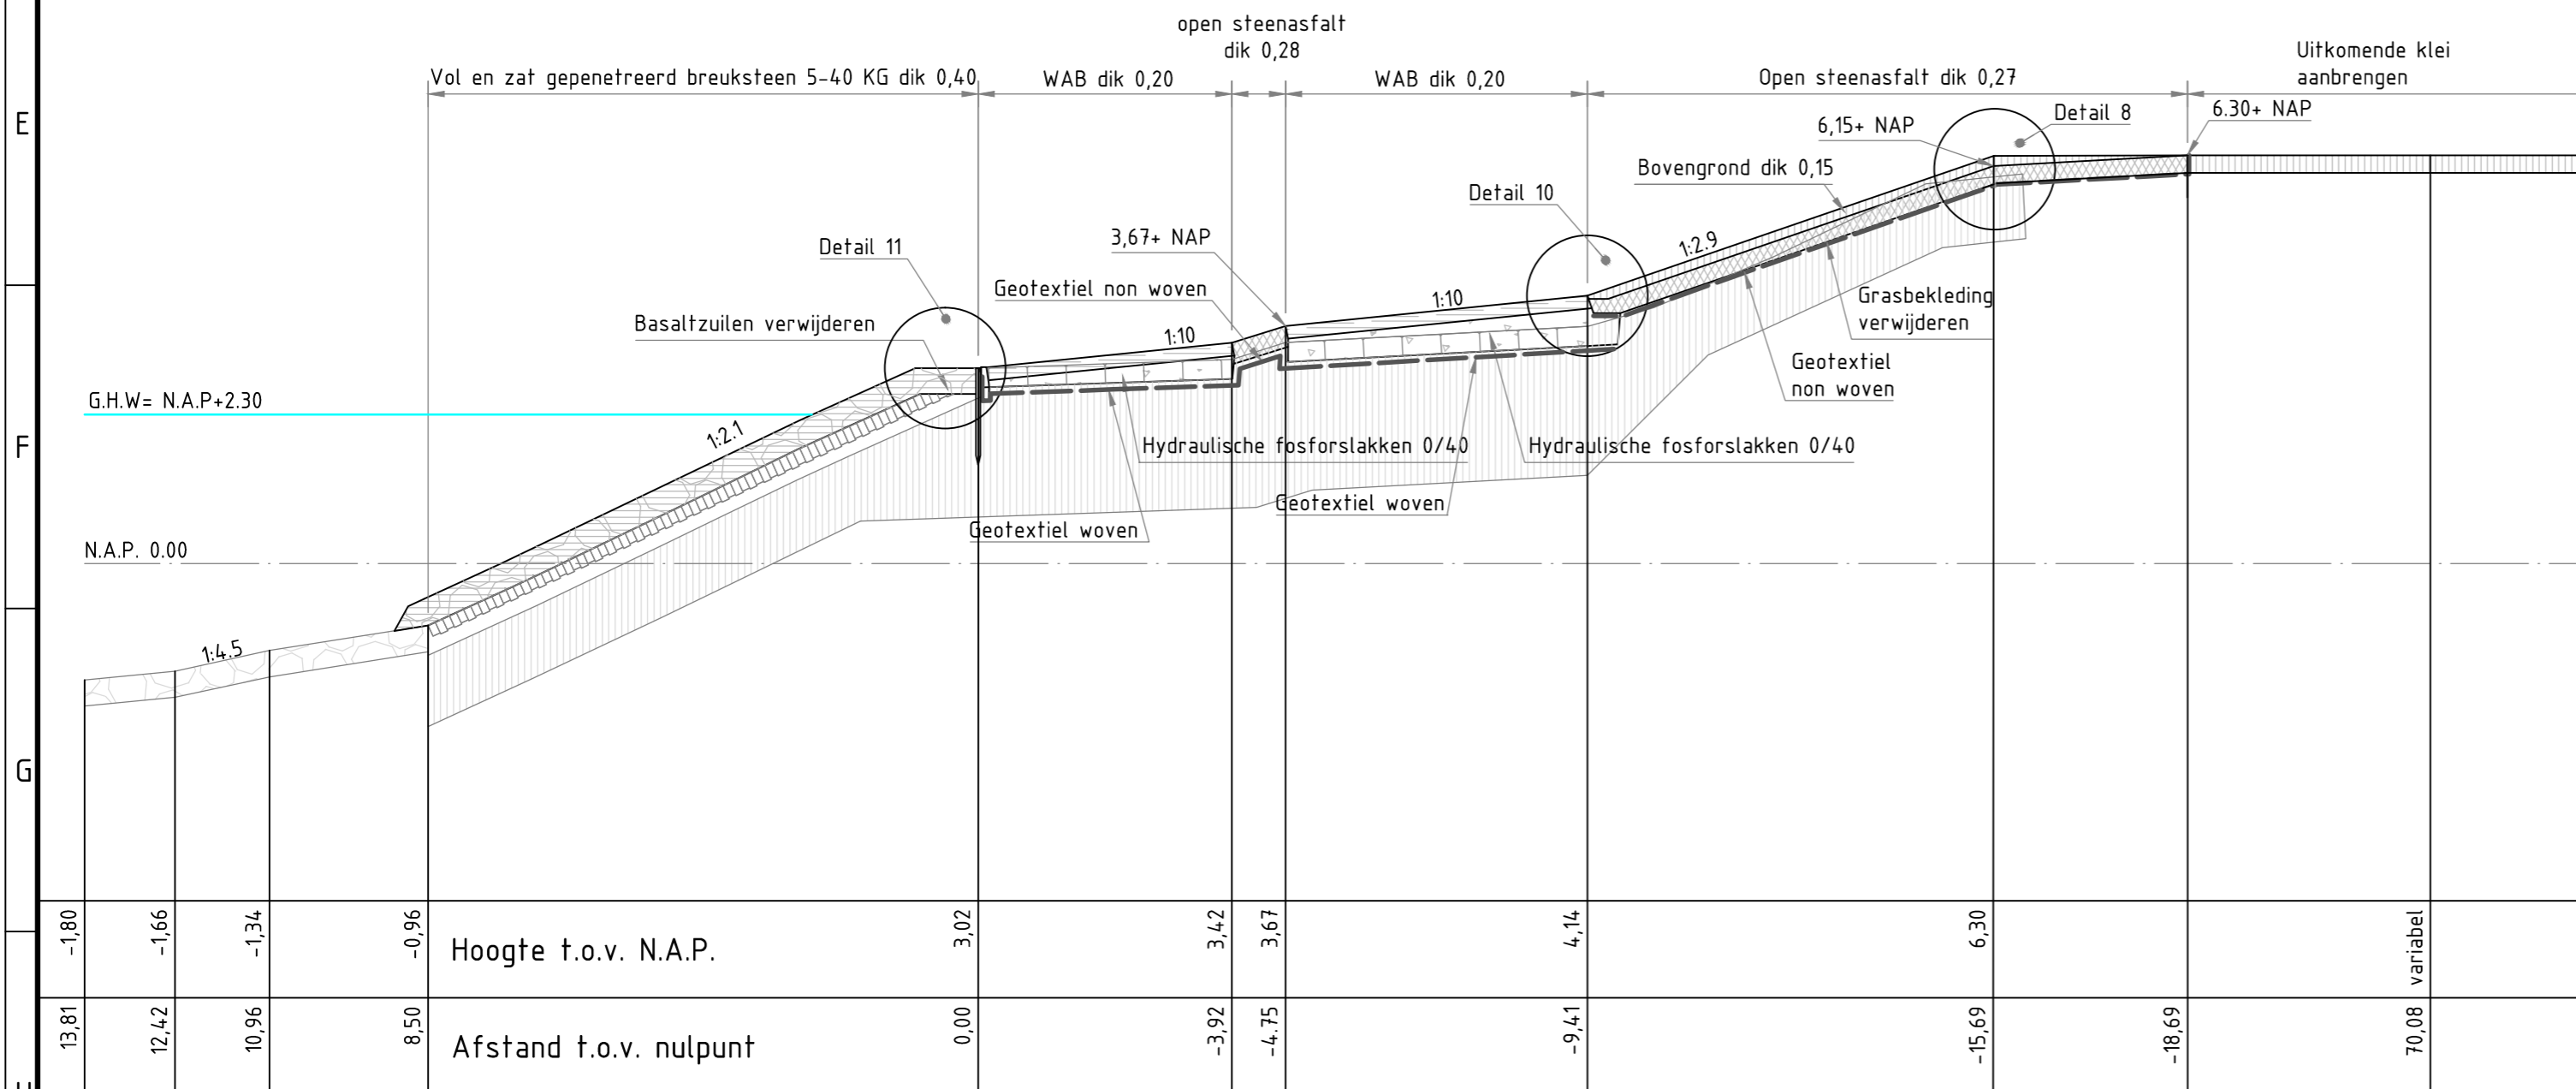 open steenasfalt
dik 0,28
Uitkomende klei
aanbrengen
Vol en zat gepenetreerd breuksteen 5-40 KG dik 0,40
WAB dik 0,20
WAB dik 0,20
Open steenasfalt dik 0,27
E
6,15+ NAP
Detail 8
6.30+ NAP
Bovengrond dik 0,15
Detail 10
Detail 11
3,67+ NAP
1:2.9
Geotextiel non woven
1:10
Grasbekleding
verwijderen
Basaltzuilen verwijderen
1:10
Geotextiel
non woven
G.H.W= N.A.P+2.30
1:2.1
F
Hydraulische fosforslakken 0/40
Hydraulische fosforslakken 0/40
Geotextiel woven
Geotextiel woven
N.A.P. 0.00
1:4.5
G
-1,80
-1,66
-1,34
-0,96
Hoogte t.o.v. N.A.P.
3,02
3,42
3,67
4,14
6,30
variabel
13,81
12,42
10,96
8,50
Afstand t.o.v. nulpunt
0,00
-3,92
-4.75
-9,41
-15,69
-18,69
70,08